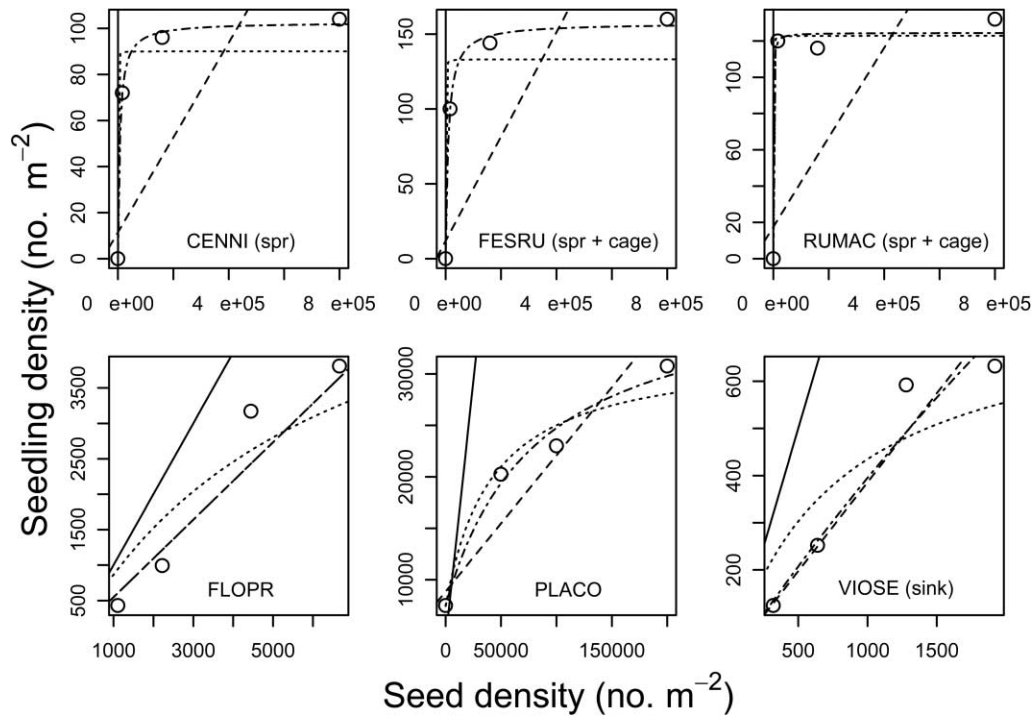 Seedling density (no. m−2)
100
80
60
40
20
0
CENNI (spr)
0 e+00 4 e+05 8 e+05
150
100
50
0
FESRU (spr + cage)
0 e+00 4 e+05 8 e+05
120
80
60
40
20
0
RUMAC (spr + cage)
0 e+00 4 e+05 8 e+05
3500
2500
1500
500
FLOPR
1000 3000 5000
30000
20000
10000
PLACO
0 50000 150000
600
400
200
VIOSE (sink)
500 1000 1500
Seed density (no. m−2)